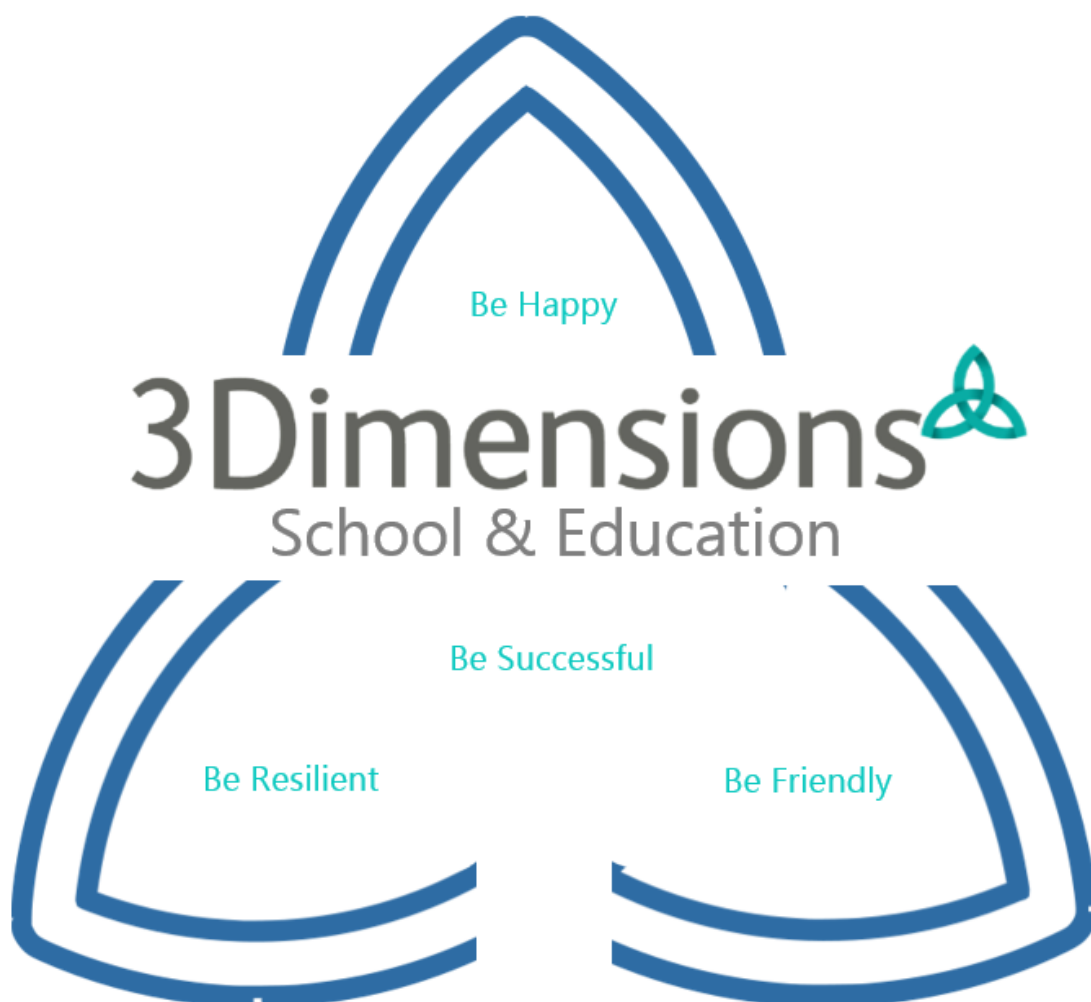 Be Happy
3Dimensions
School & Education
Be Successful
Be Resilient
Be Friendly